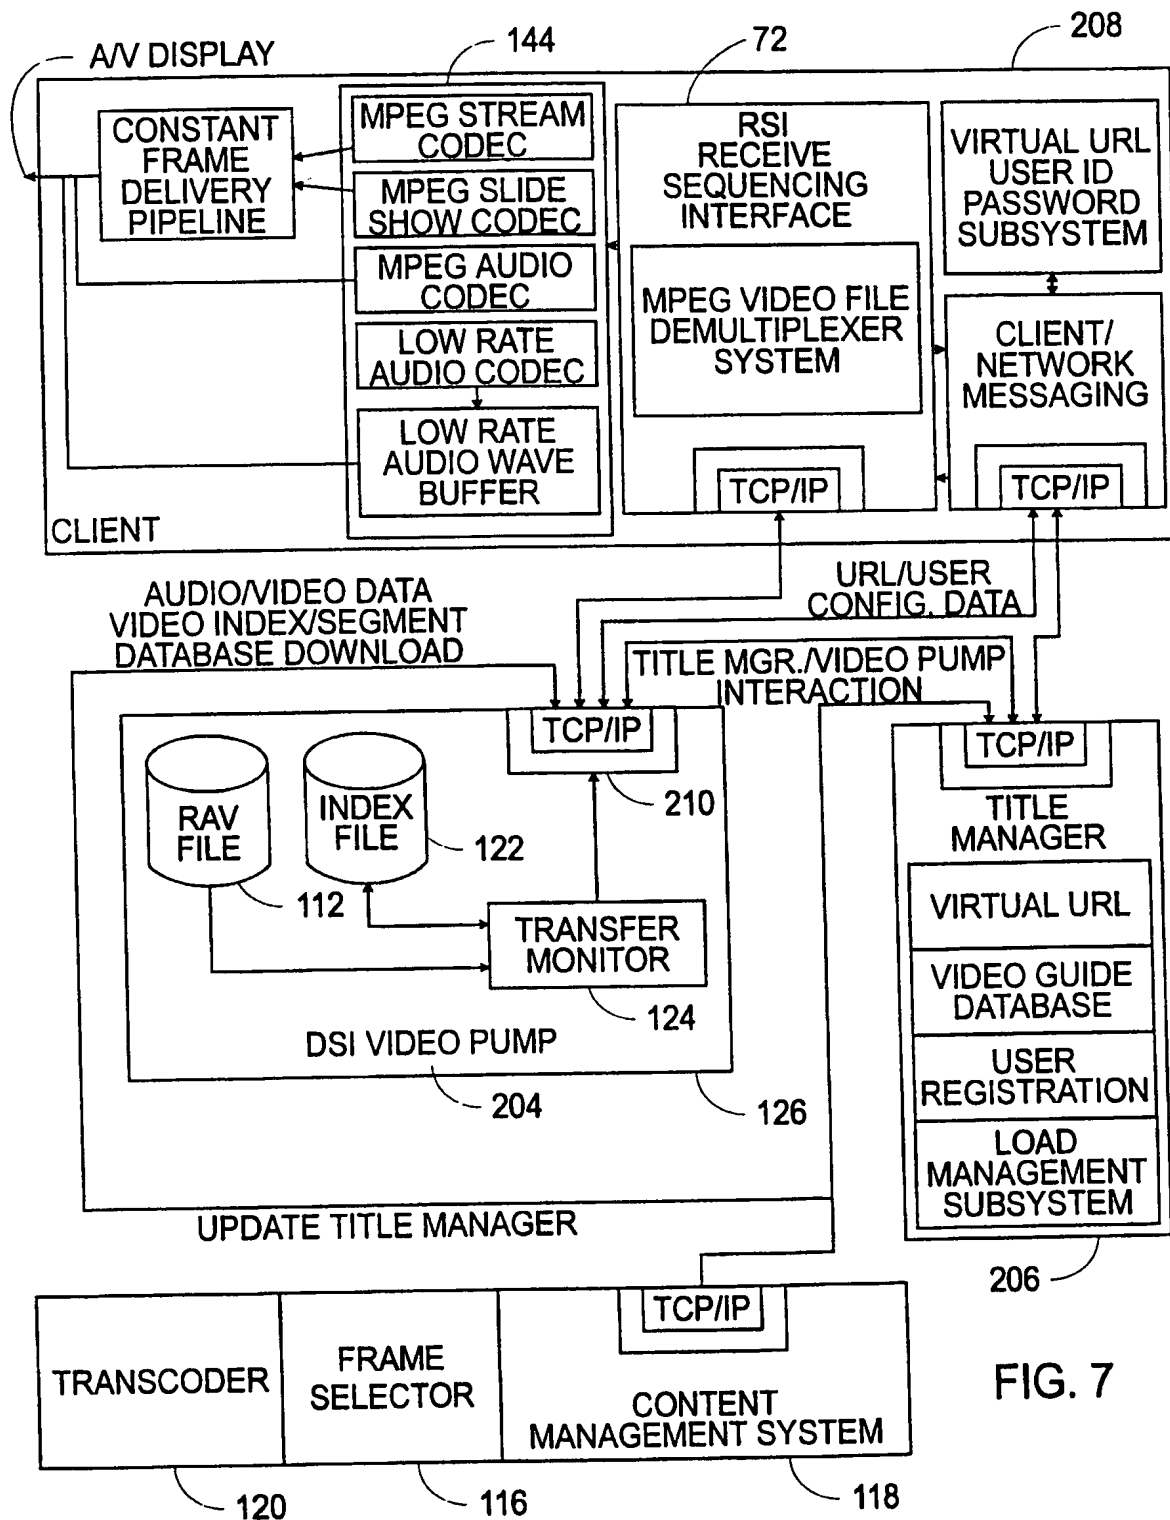 A/V DISPLAY
144
72
208
CONSTANT
FRAME
DELIVERY
PIPELINE
MPEG STREAM
CODEC
MPEG SLIDE
SHOW CODEC
MPEG AUDIO
CODEC
LOW RATE
AUDIO CODEC
LOW RATE
AUDIO WAVE
BUFFER
RSI
RECEIVE
SEQUENCING
INTERFACE
MPEG VIDEO FILE
DEMULTIPLEXER
SYSTEM
TCP/IP
VIRTUAL URL
USER ID
PASSWORD
SUBSYSTEM
CLIENT/
NETWORK
MESSAGING
TCP/IP
CLIENT
AUDIO/VIDEO DATA
VIDEO INDEX/SEGMENT
DATABASE DOWNLOAD
URL/USER
CONFIG. DATA
TITLE MGR./VIDEO PUMP
INTERACTION
TCP/IP
210
RAV
FILE
112
INDEX
FILE
122
TRANSFER
MONITOR
124
DSI VIDEO PUMP
204
126
TCP/IP
TITLE
MANAGER
VIRTUAL URL
VIDEO GUIDE
DATABASE
USER
REGISTRATION
LOAD
MANAGEMENT
SUBSYSTEM
206
UPDATE TITLE MANAGER
TRANSCODER
FRAME
SELECTOR
TCP/IP
CONTENT
MANAGEMENT SYSTEM
120
116
118
FIG. 7